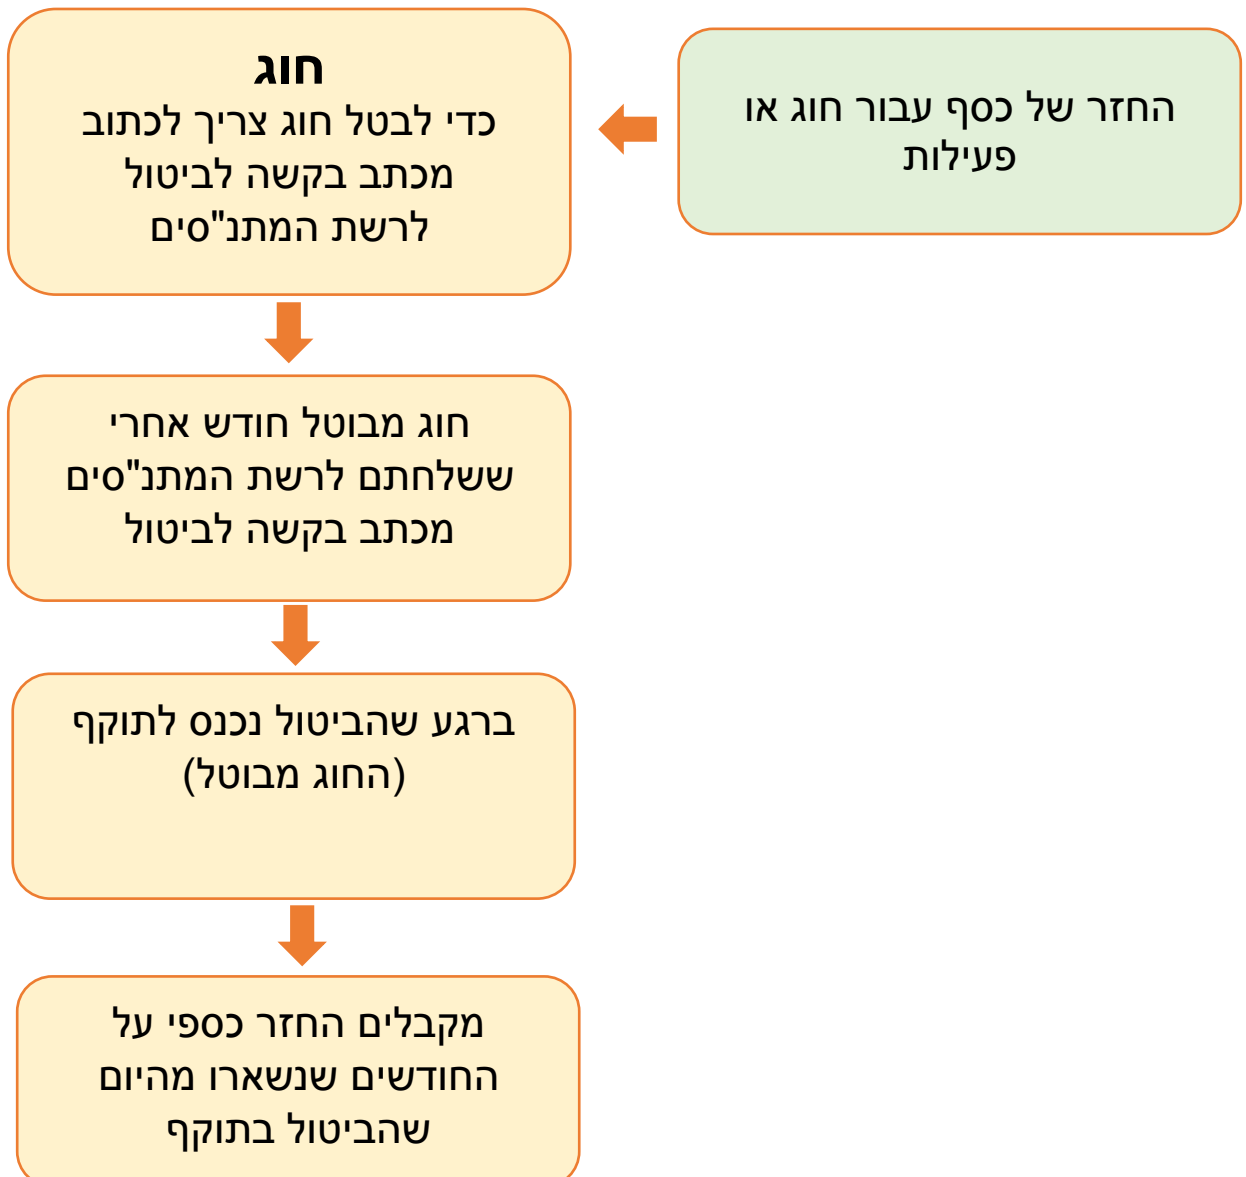 החזר של כסף עבור חוג או
פעילות
חוג
כדי לבטל חוג צריך לכתוב
מכתב בקשה לביטול
לרשת המתנ"סים
חוג מבוטל חודש אחרי
ששלחתם לרשת המתנ"סים
מכתב בקשה לביטול
ברגע שהביטול נכנס לתוקף
(החוג מבוטל)
מקבלים החזר כספי על
החודשים שנשארו מהיום
שהביטול בתוקף